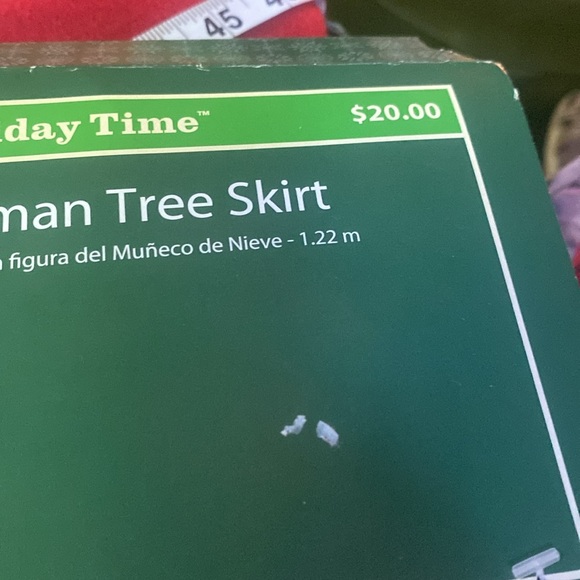 45
day Time™ $20.00
man Tree Skirt
figura del Muñeco de Nieve - 1.22 m